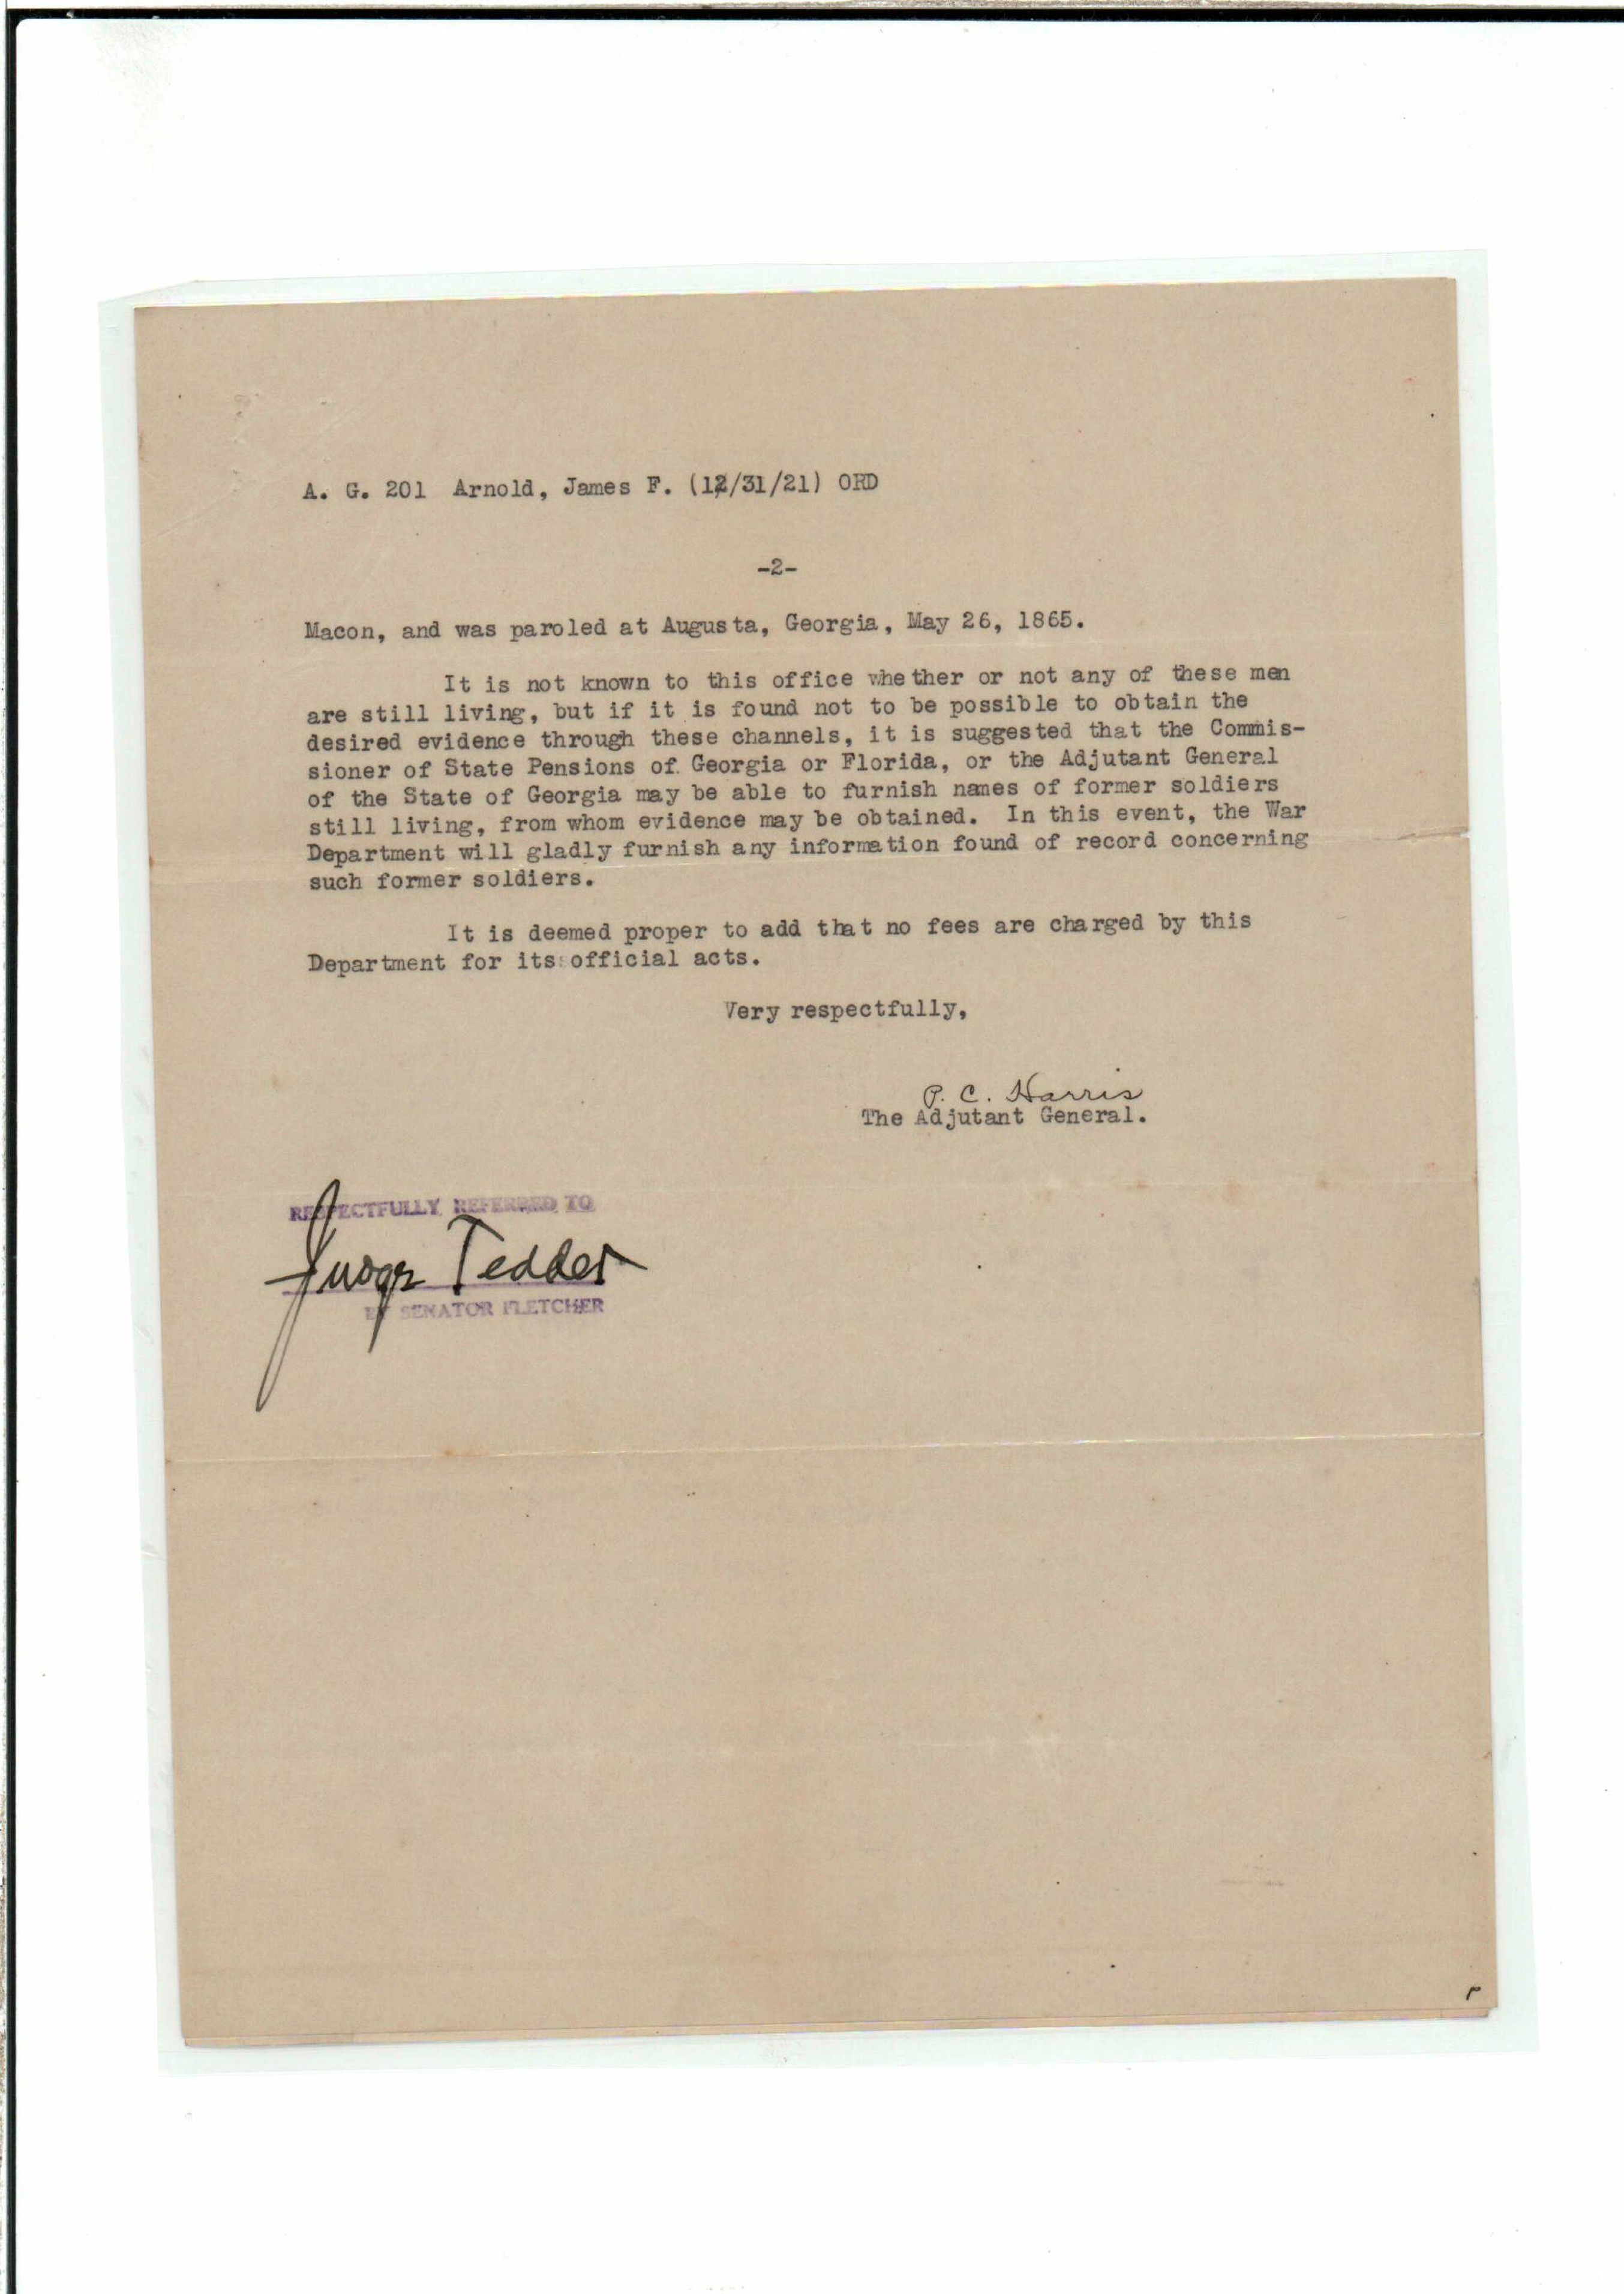 A. G. 201 Arnold, James F. (12/31/21) ORD
-2-
Macon, and was paroled at Augusta, Georgia, May 26, 1865.
It is not known to this office whether or not any of these men
are still living, but if it is found not to be possible to obtain the
desired evidence through these channels, it is suggested that the Commis-
sioner of State Pensions of Georgia or Florida, or the Adjutant General
of the State of Georgia may be able to furnish names of former soldiers
still living, from whom evidence may be obtained. In this event, the War
Department will gladly furnish any information found of record concerning
such former soldiers.
It is deemed proper to add that no fees are charged by this
Department for its official acts.
Very respectfully,
P. C. Harris
The Adjutant General.
RESPECTFULLY REFERRED TO
Judge Tedder
BY SENATOR FLETCHER